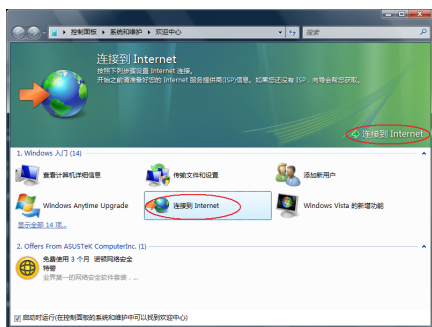 控制面板 ▸ 系统和维护 ▸ 欢迎中心
搜索
连接到 Internet
按照下列步骤设置 Internet 连接。
开始之前请准备好您的 Internet 服务提供商(ISP)信息。如果您还没有 ISP，向导会帮您获取。
连接到 Internet
1. Windows 入门 (14)
查看计算机详细信息
传输文件和设置
添加新用户
Windows Anytime Upgrade
连接到 Internet
Windows Vista 的新增功能
显示全部 14 项...
2. Offers From ASUSTeK ComputerInc. (1)
免费使用 3 个月 诺顿网络安全
特警
业界第一的网络安全软件套装 . ...
启动时运行(在控制面板的系统和维护中可以找到欢迎中心)